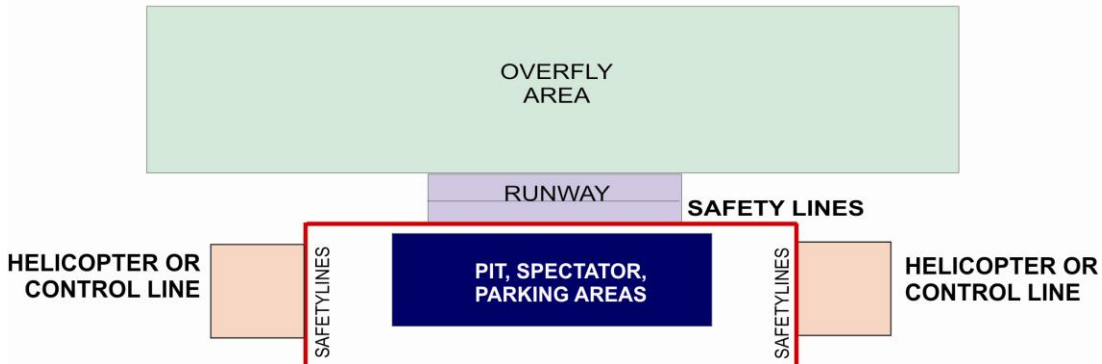 OVERFLY
AREA
RUNWAY
SAFETY LINES
HELICOPTER OR
CONTROL LINE
SAFETYLINES
PIT, SPECTATOR,
PARKING AREAS
SAFETYLINES
HELICOPTER OR
CONTROL LINE